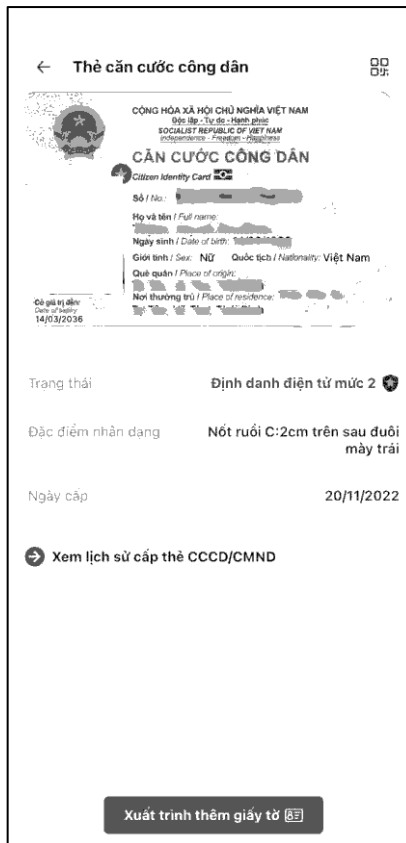 Thẻ căn cước công dân
CỘNG HÒA XÃ HỘI CHỦ NGHĨA VIỆT NAM
Độc lập - Tự do - Hạnh phúc
SOCIALIST REPUBLIC OF VIET NAM
Independence - Freedom - Happiness
CĂN CƯỚC CÔNG DÂN
Citizen Identity Card
Số / No.:
Họ và tên / Full name:
Ngày sinh / Date of birth:
Giới tính / Sex: Nữ Quốc tịch / Nationality: Việt Nam
Quê quán / Place of origin:
Nơi thường trú / Place of residence:
Có giá trị đến:
Date of expiry
14/03/2036
Trạng thái Định danh điện tử mức 2
Đặc điểm nhận dạng Nốt ruồi C:2cm trên sau đuôi
mày trái
Ngày cấp 20/11/2022
Xem lịch sử cấp thẻ CCCD/CMND
Xuất trình thêm giấy tờ